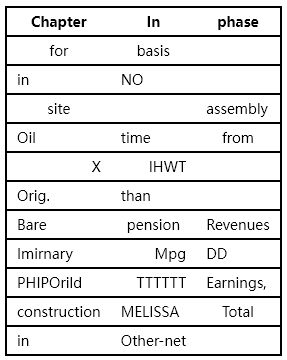 Chapter In phase
for basis
in NO
site assembly
Oil time from
X IHWT
Orig. than
Bare pension Revenues
Imirnary Mpg DD
PHIPOrild TTTTTT Earnings,
construction MELISSA Total
in Other-net